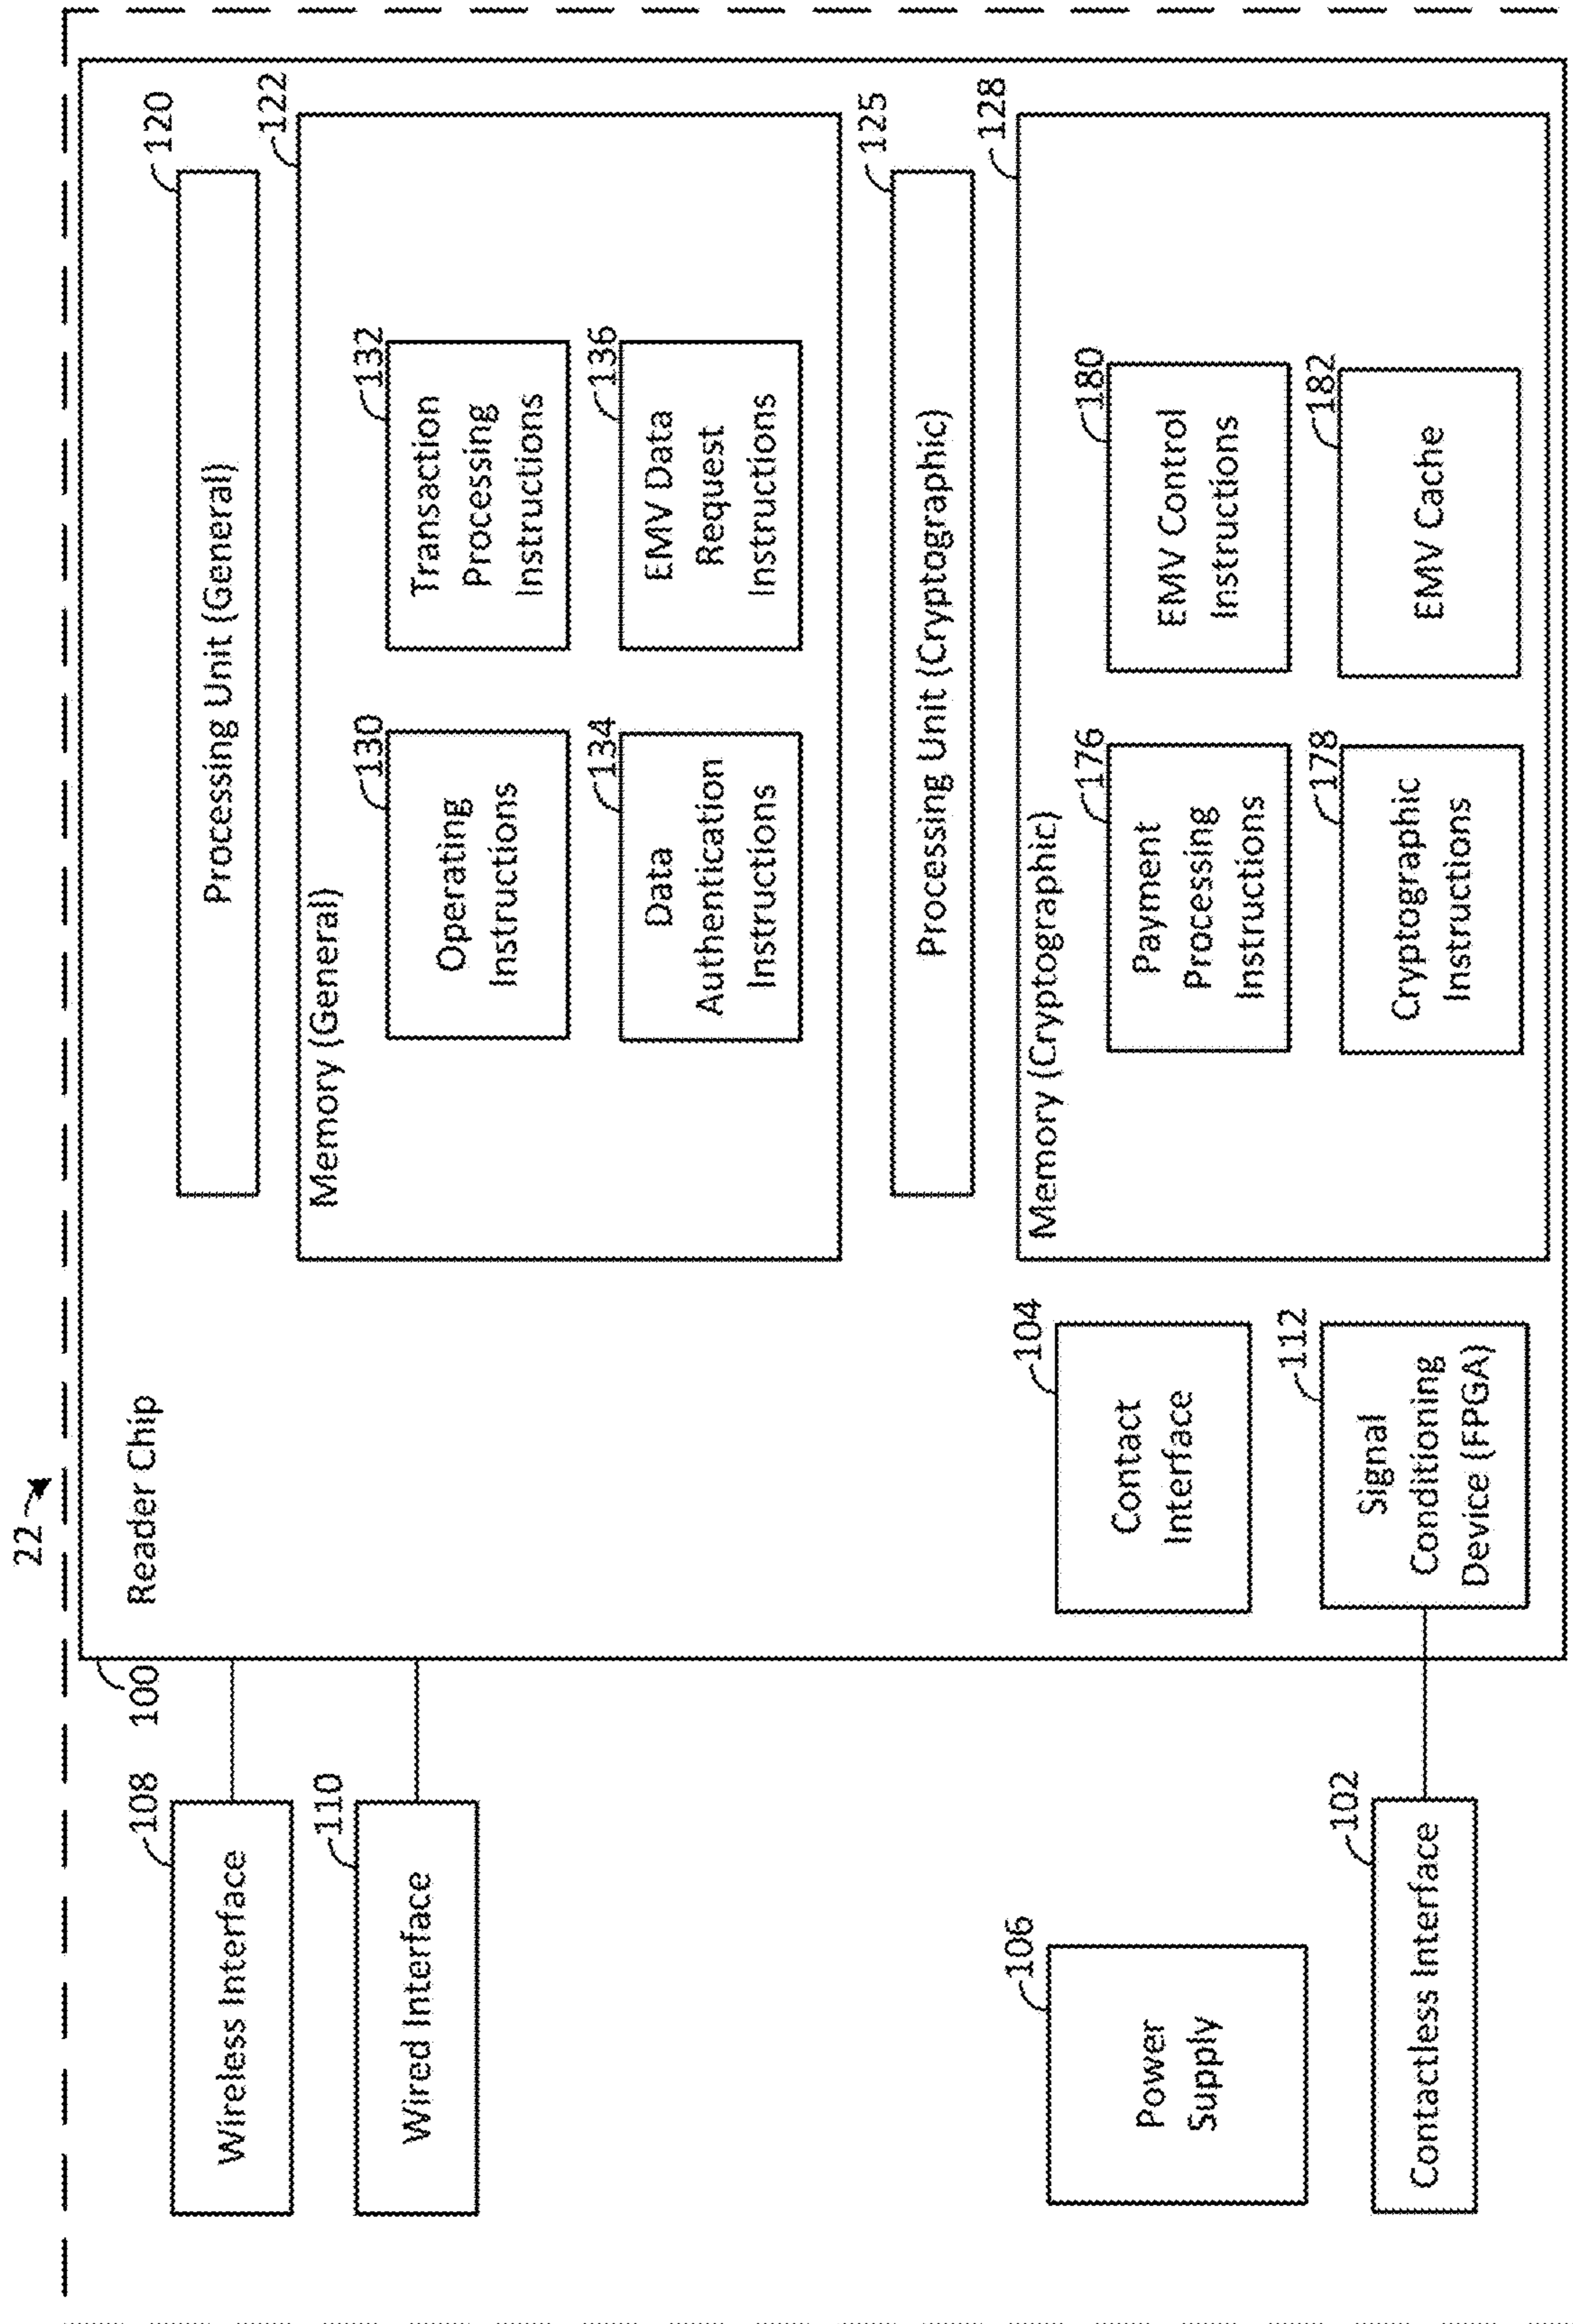 22
100
Reader Chip
108
Wireless Interface
110
Wired Interface
106
Power
Supply
102
Contactless Interface
104
Contact
Interface
112
Signal
Conditioning
Device (FPGA)
120
Processing Unit (General)
122
Memory (General)
130
Operating
Instructions
132
Transaction
Processing
Instructions
134
Data
Authentication
Instructions
136
EMV Data
Request
Instructions
125
Processing Unit (Cryptographic)
128
Memory (Cryptographic)
176
Payment
Processing
Instructions
180
EMV Control
Instructions
178
Cryptographic
Instructions
182
EMV Cache